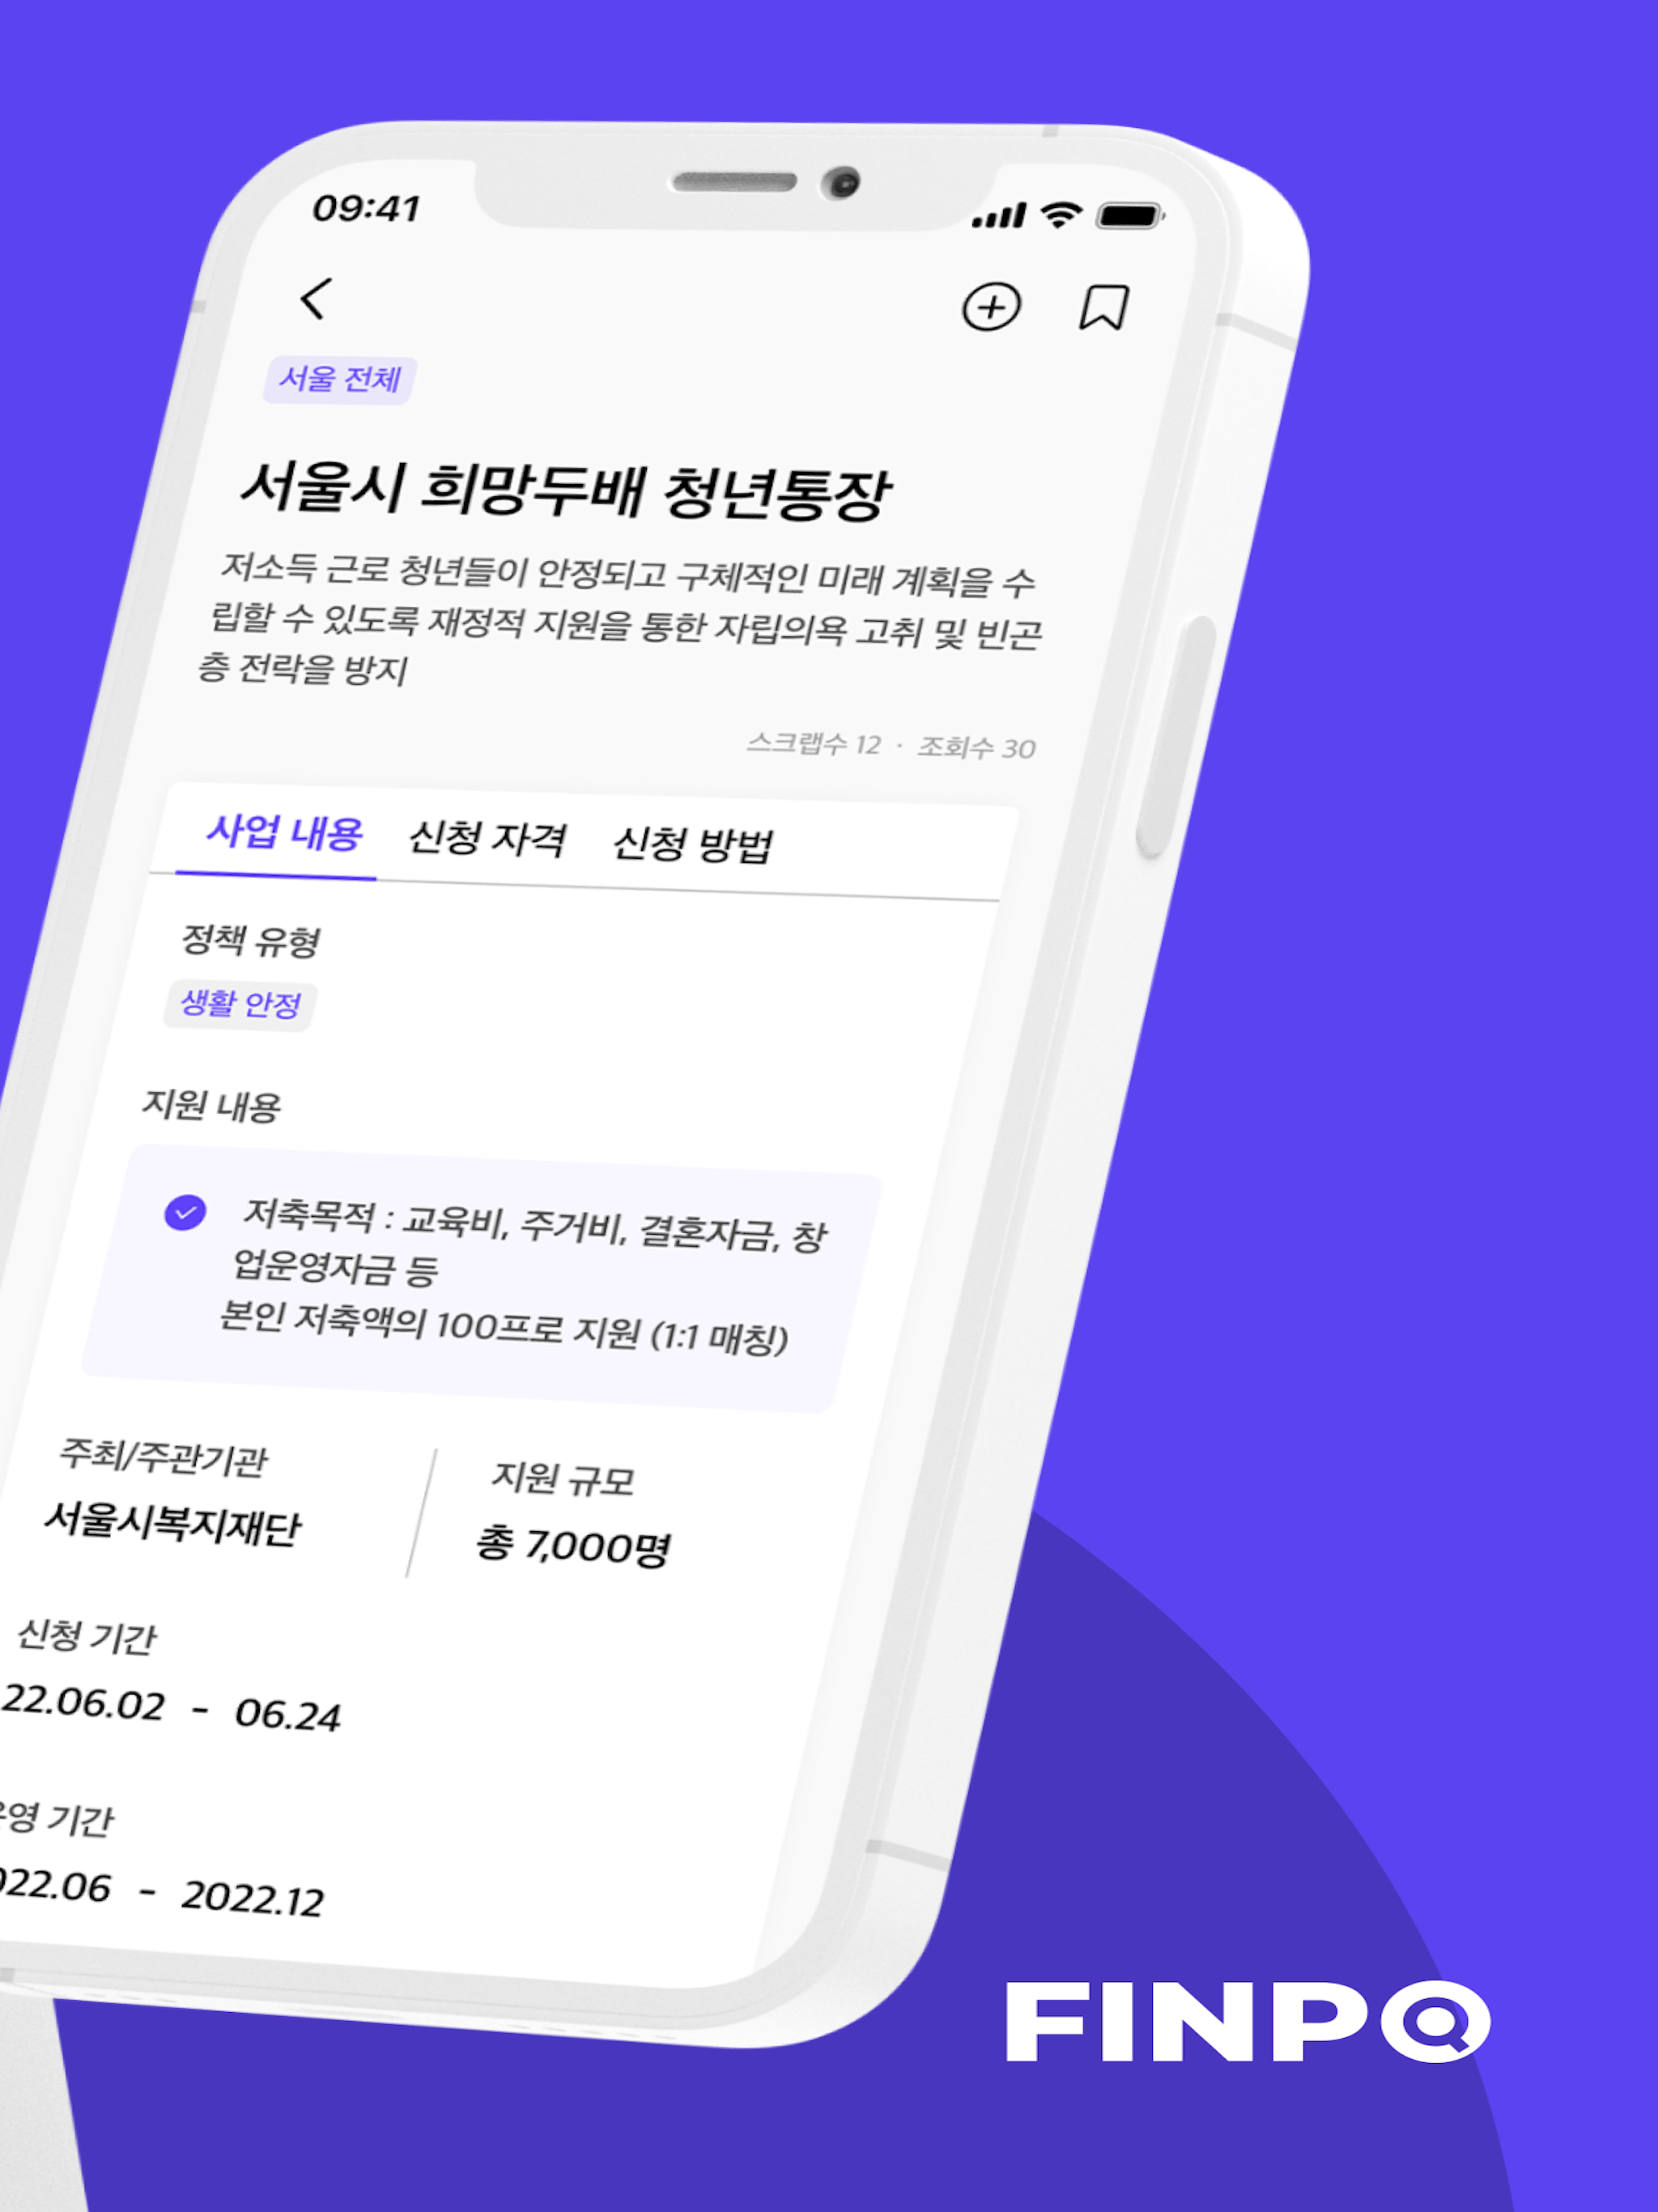 09:41
서울 전체
서울시 희망두배 청년통장
저소득 근로 청년들이 안정되고 구체적인 미래 계획을 수
립할 수 있도록 재정적 지원을 통한 자립의욕 고취 및 빈곤
층 전락을 방지
스크랩수 12 · 조회수 30
사업 내용 신청 자격 신청 방법
정책 유형
생활 안정
지원 내용
저축목적 : 교육비, 주거비, 결혼자금, 창
업운영자금 등
본인 저축액의 100프로 지원 (1:1 매칭)
주최/주관기관 지원 규모
서울시복지재단 총 7,000명
신청 기간
22.06.02 - 06.24
영 기간
22.06 - 2022.12
FINPO